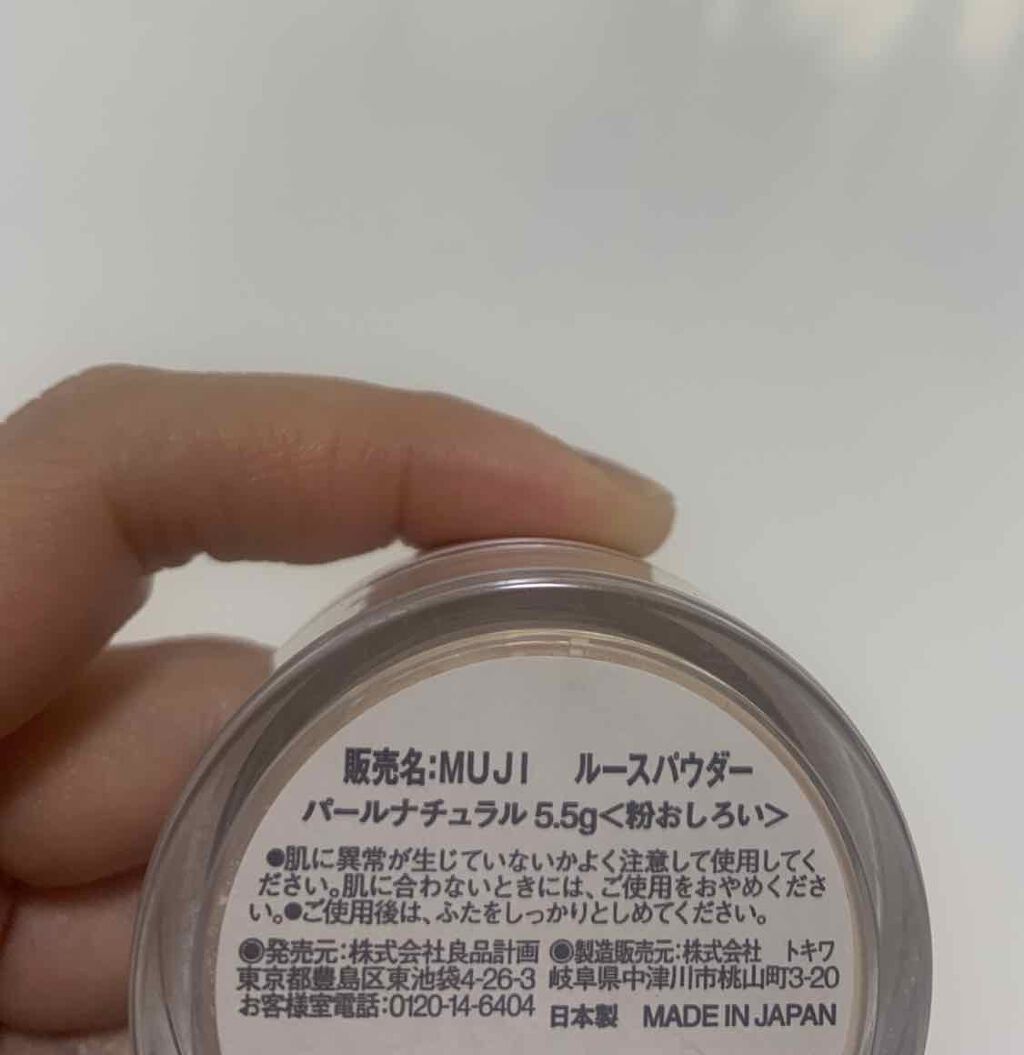 販売名:MUJI ルースパウダー
パールナチュラル 5.5g<粉おしろい>
●肌に異常が生じていないかよく注意して使用してく
ださい。肌に合わないときには、ご使用をおやめくださ
い。●ご使用後は、ふたをしっかりとしめてください。
◉発売元:株式会社良品計画
東京都豊島区東池袋4-26-3
お客様室電話:0120-14-6404
◉製造販売元:株式会社 トキワ
岐阜県中津川市桃山町3-20
日本製 MADE IN JAPAN